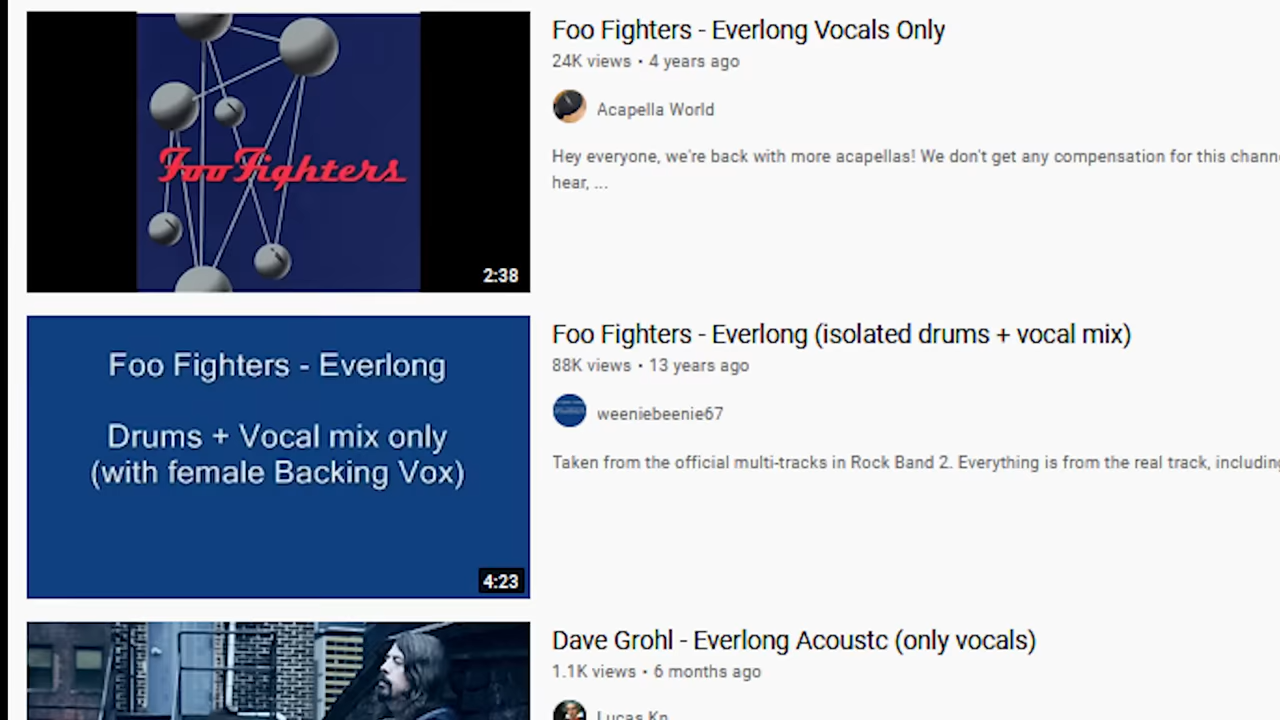 Foo Fighters
2:38
Foo Fighters - Everlong Vocals Only
24K views • 4 years ago
Acapella World
Hey everyone, we're back with more acapellas! We don't get any compensation for this
hear, ...
Foo Fighters - Everlong
Drums + Vocal mix only
(with female Backing Vox)
4:23
Foo Fighters - Everlong (isolated drums + vocal mix)
88K views • 13 years ago
weeniebeenie67
Taken from the official multi-tracks in Rock Band 2. Everything is from the real track, including
Dave Grohl - Everlong Acoustc (only vocals)
1.1K views • 6 months ago
Lucas Kn